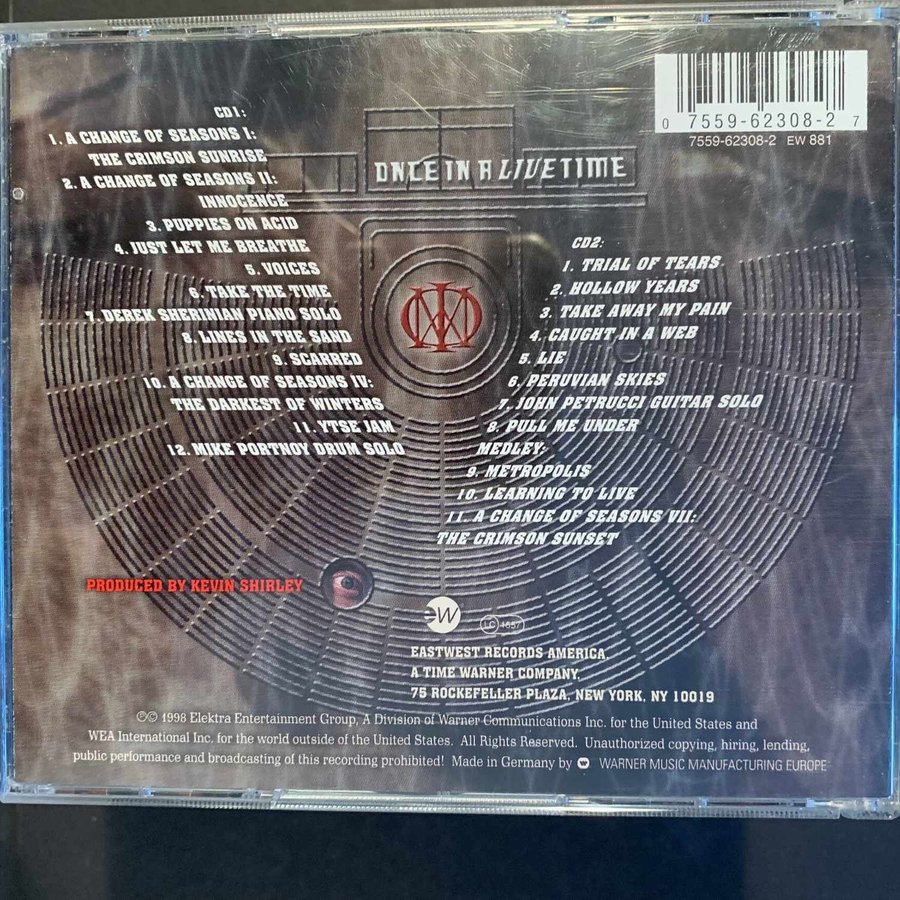 0 7559-62308-2 7
7559-62308-2 EW 881
ONCE IN A LIVETIME
CD1:
1. A CHANGE OF SEASONS I:
THE CRIMSON SUNRISE
2. A CHANGE OF SEASONS II:
INNOCENCE
3. PUPPIES ON ACID
4. JUST LET ME BREATHE
5. VOICES
6. TAKE THE TIME
7. DEREK SHERINIAN PIANO SOLO
8. LINES IN THE SAND
9. SCARRED
10. A CHANGE OF SEASONS IV:
THE DARKEST OF WINTERS
11. YTSE JAM
12. MIKE PORTNOY DRUM SOLO
CD2:
1. TRIAL OF TEARS
2. HOLLOW YEARS
3. TAKE AWAY MY PAIN
4. CAUGHT IN A WEB
5. LIE
6. PERUVIAN SKIES
7. JOHN PETRUCCI GUITAR SOLO
8. PULL ME UNDER
MEDLEY:
9. METROPOLIS
10. LEARNING TO LIVE
11. A CHANGE OF SEASONS VII:
THE CRIMSON SUNSET
PRODUCED BY KEVIN SHIRLEY
eW
LC 1557
EASTWEST RECORDS AMERICA,
A TIME WARNER COMPANY,
75 ROCKEFELLER PLAZA, NEW YORK, NY 10019
℗© 1998 Elektra Entertainment Group, A Division of Warner Communications Inc. for the United States and
WEA International Inc. for the world outside of the United States. All Rights Reserved. Unauthorized copying, hiring, lending,
public performance and broadcasting of this recording prohibited! Made in Germany by WARNER MUSIC MANUFACTURING EUROPE